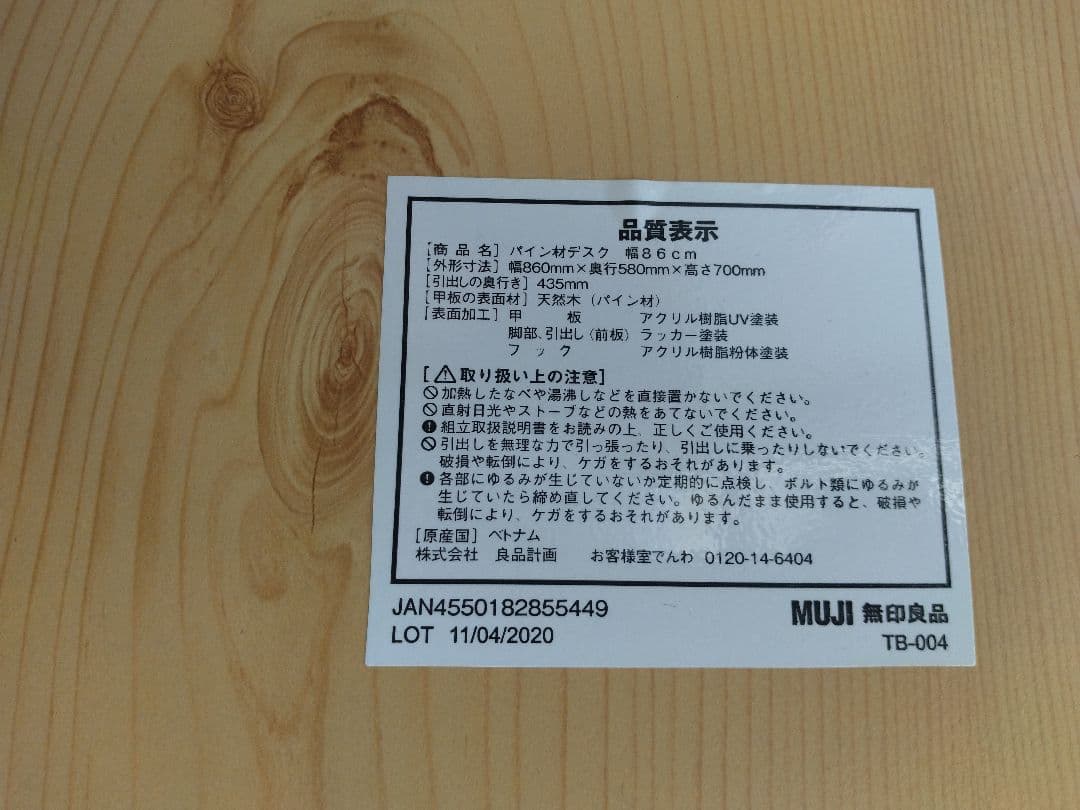 品質表示
[商品名] パイン材デスク 幅86cm
[外形寸法] 幅860mm×奥行580mm×高さ700mm
[引出しの奥行き] 435mm
[甲板の表面材] 天然木（パイン材）
[表面加工] 甲板 アクリル樹脂UV塗装
脚部、引出し（前板） ラッカー塗装
フック アクリル樹脂粉体塗装
[⚠取り扱い上の注意]
🚫加熱したなべや湯沸しなどを直接置かないでください。
🚫直射日光やストーブなどの熱をあてないでください。
❗組立取扱説明書をお読みの上、正しくご使用ください。
🚫引出しを無理な力で引っ張ったり、引出しに乗ったりしないでください。
破損や転倒により、ケガをするおそれがあります。
❗各部にゆるみが生じていないか定期的に点検し、ボルト類にゆるみが
生じていたら締め直してください。ゆるんだまま使用すると、破損や
転倒により、ケガをするおそれがあります。
[原産国] ベトナム
株式会社 良品計画 お客様室でんわ 0120-14-6404
JAN4550182855449
LOT 11/04/2020
MUJI 無印良品
TB-004